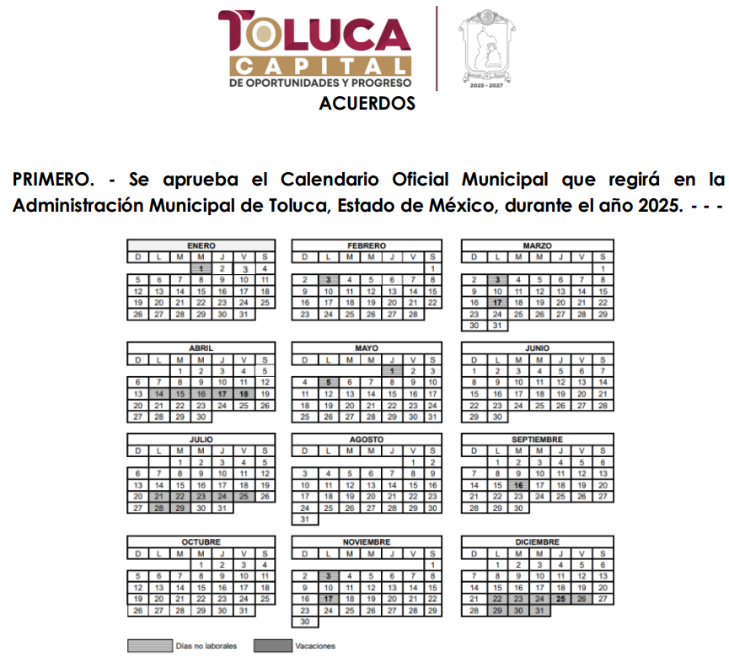 TOLUCA
CAPITAL
DE OPORTUNIDADES Y PROGRESO
2025 - 2027
ACUERDOS
PRIMERO. - Se aprueba el Calendario Oficial Municipal que regirá en la
Administración Municipal de Toluca, Estado de México, durante el año 2025. - - -
ENERO
D L M M J V S
1 2 3 4
5 6 7 8 9 10 11
12 13 14 15 16 17 18
19 20 21 22 23 24 25
26 27 28 29 30 31
FEBRERO
D L M M J V S
1
2 3 4 5 6 7 8
9 10 11 12 13 14 15
16 17 18 19 20 21 22
23 24 25 26 27 28
MARZO
D L M M J V S
1
2 3 4 5 6 7 8
9 10 11 12 13 14 15
16 17 18 19 20 21 22
23 24 25 26 27 28 29
30 31
ABRIL
D L M M J V S
1 2 3 4 5
6 7 8 9 10 11 12
13 14 15 16 17 18 19
20 21 22 23 24 25 26
27 28 29 30
MAYO
D L M M J V S
1 2 3
4 5 6 7 8 9 10
11 12 13 14 15 16 17
18 19 20 21 22 23 24
25 26 27 28 29 30 31
JUNIO
D L M M J V S
1 2 3 4 5 6 7
8 9 10 11 12 13 14
15 16 17 18 19 20 21
22 23 24 25 26 27 28
29 30
JULIO
D L M M J V S
1 2 3 4 5
6 7 8 9 10 11 12
13 14 15 16 17 18 19
20 21 22 23 24 25 26
27 28 29 30 31
AGOSTO
D L M M J V S
1 2
3 4 5 6 7 8 9
10 11 12 13 14 15 16
17 18 19 20 21 22 23
24 25 26 27 28 29 30
31
SEPTIEMBRE
D L M M J V S
1 2 3 4 5 6
7 8 9 10 11 12 13
14 15 16 17 18 19 20
21 22 23 24 25 26 27
28 29 30
OCTUBRE
D L M M J V S
1 2 3 4
5 6 7 8 9 10 11
12 13 14 15 16 17 18
19 20 21 22 23 24 25
26 27 28 29 30 31
NOVIEMBRE
D L M M J V S
1
2 3 4 5 6 7 8
9 10 11 12 13 14 15
16 17 18 19 20 21 22
23 24 25 26 27 28 29
30
DICIEMBRE
D L M M J V S
1 2 3 4 5 6
7 8 9 10 11 12 13
14 15 16 17 18 19 20
21 22 23 24 25 26 27
28 29 30 31
Días no laborales
Vacaciones